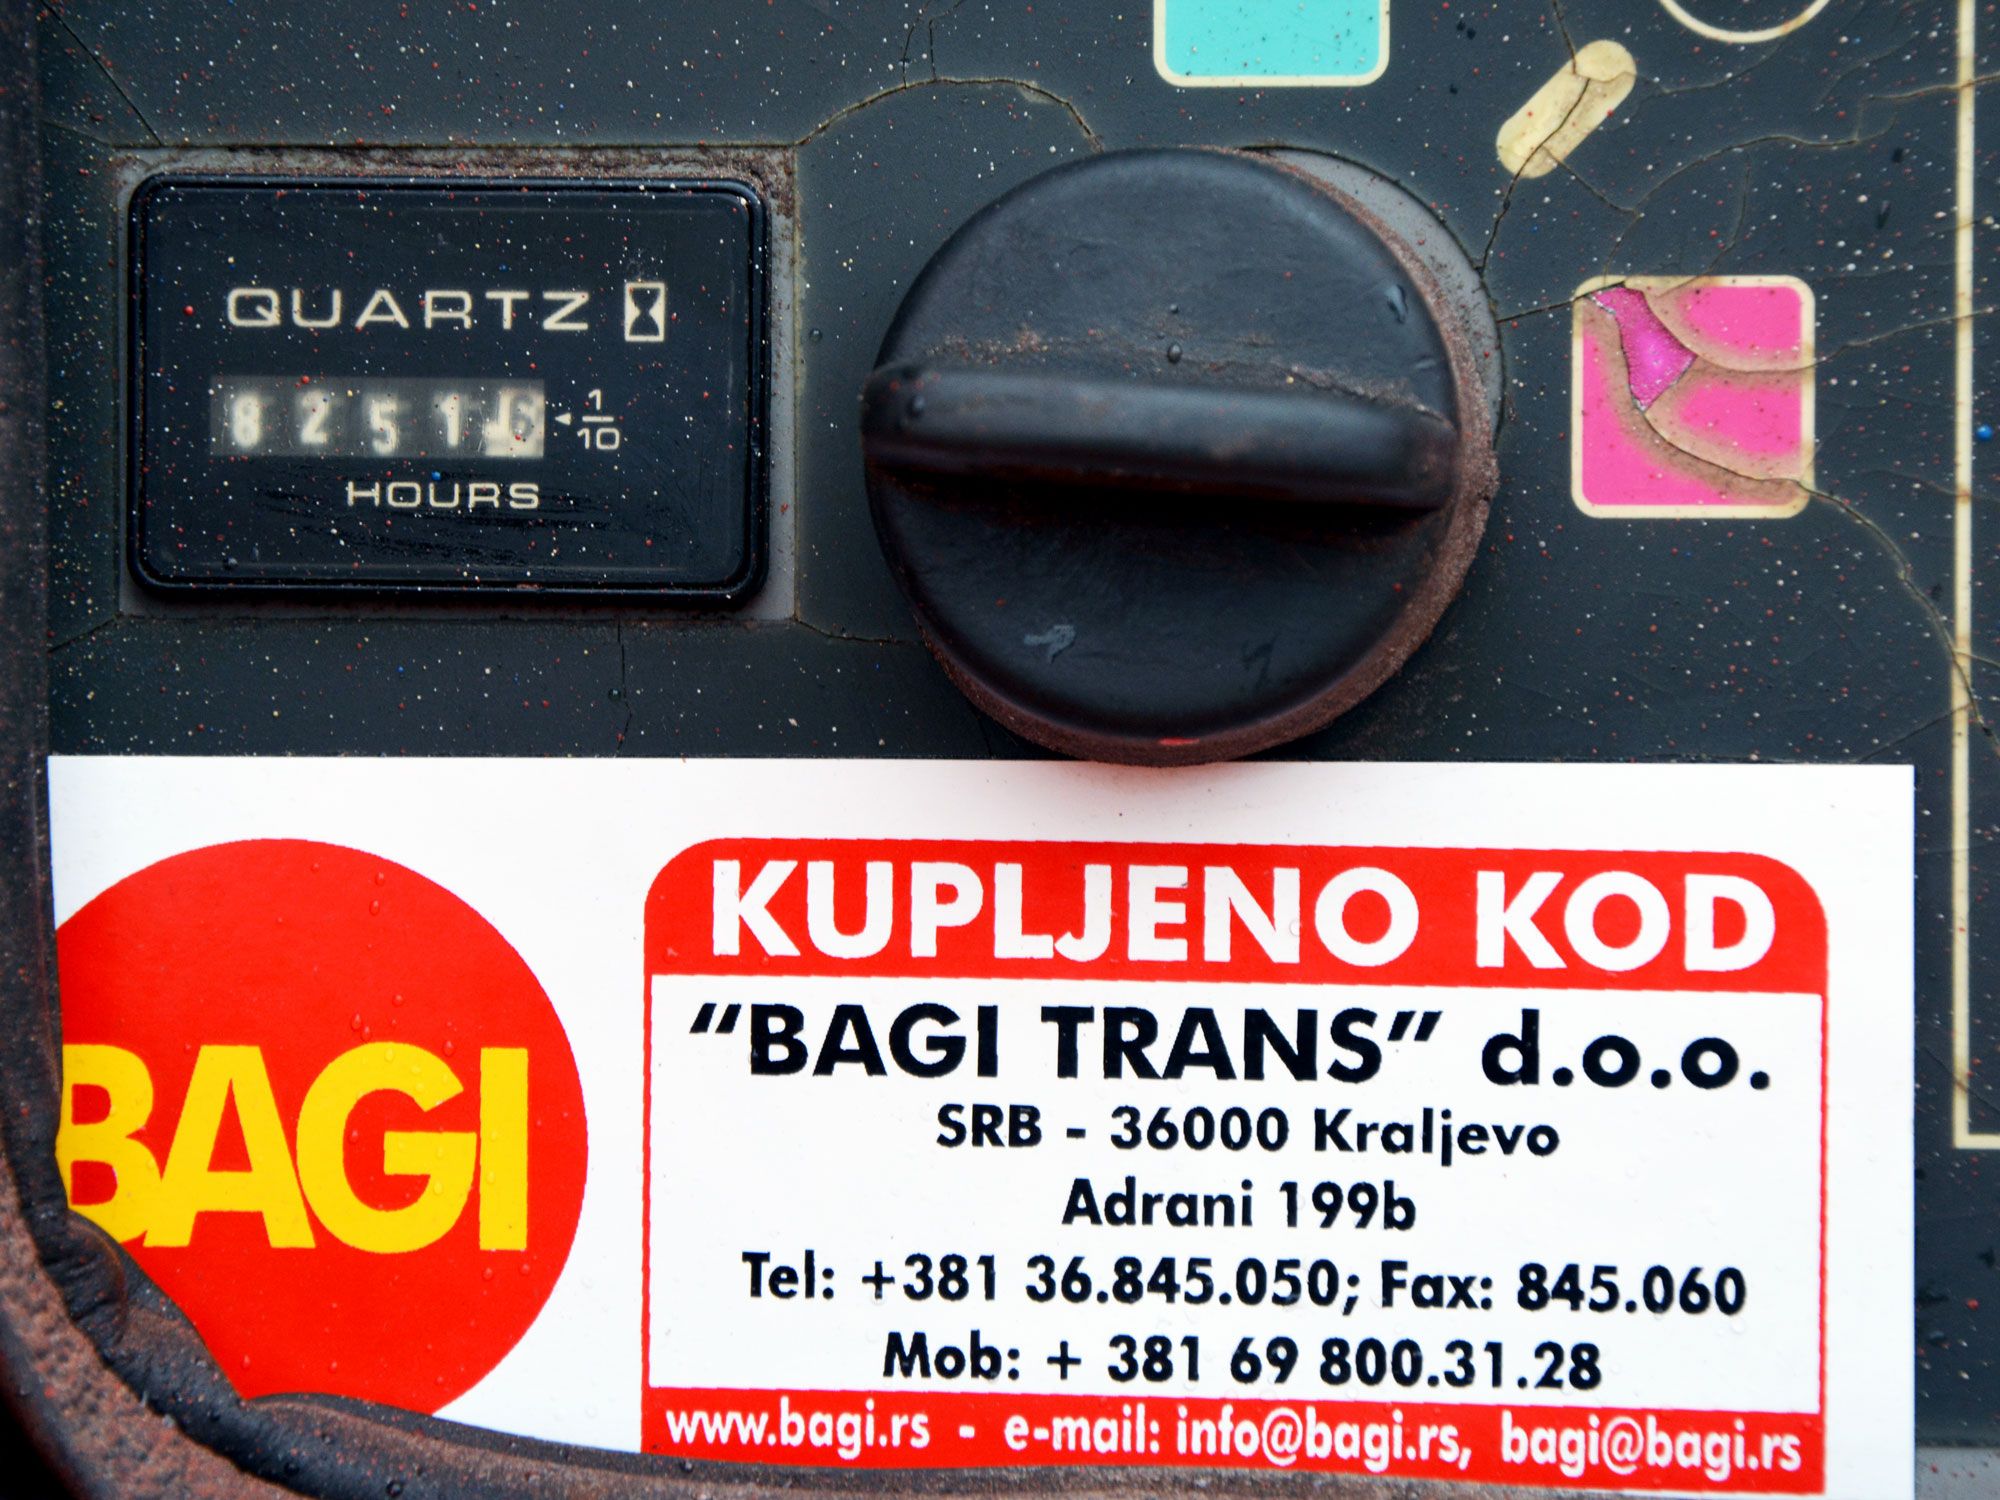 QUARTZ
8251
1/10
HOURS
BAGI
KUPLJENO KOD
"BAGI TRANS" d.o.o.
SRB - 36000 Kraljevo
Adrani 199b
Tel: +381 36.845.050; Fax: 845.060
Mob: + 381 69 800.31.28
www.bagi.rs - e-mail: info@bagi.rs, bagi@bagi.rs